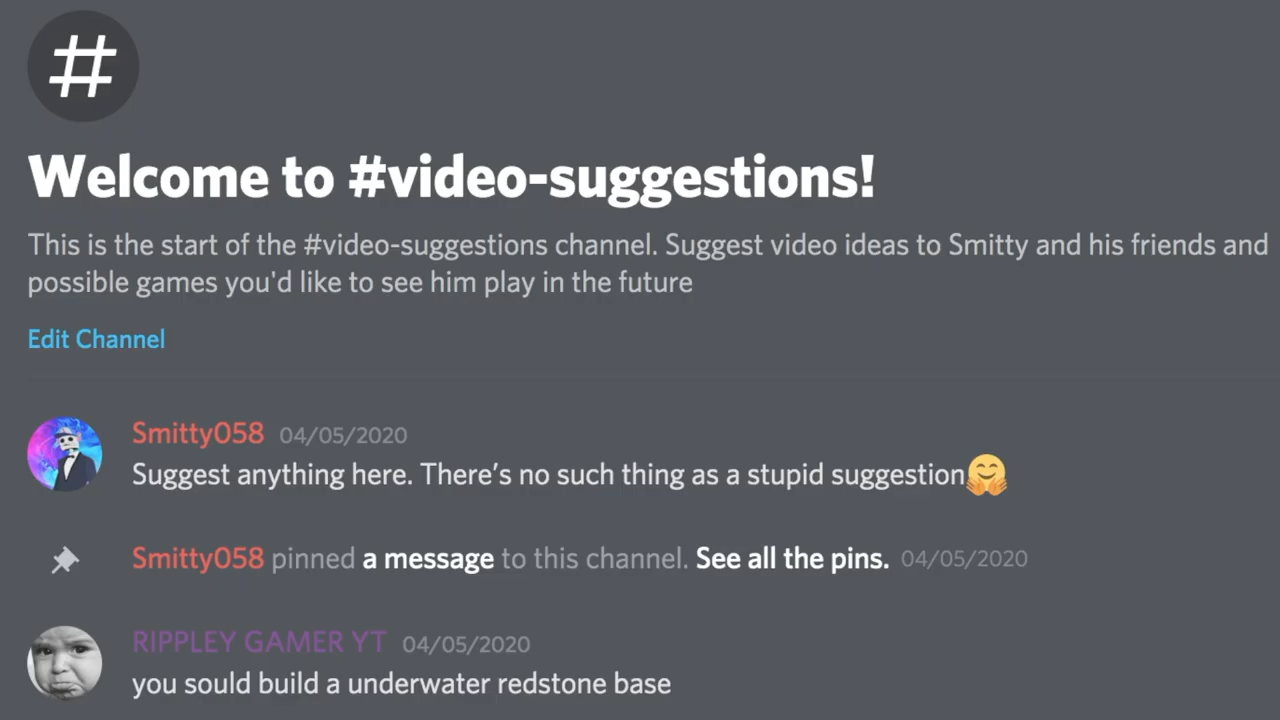 #
Welcome to #video-suggestions!
This is the start of the #video-suggestions channel. Suggest video ideas to Smitty and his friends and
possible games you'd like to see him play in the future
Edit Channel
Smitty058 04/05/2020
Suggest anything here. There’s no such thing as a stupid suggestion🤗
Smitty058 pinned a message to this channel. See all the pins. 04/05/2020
RIPPLEY GAMER YT 04/05/2020
you sould build a underwater redstone base